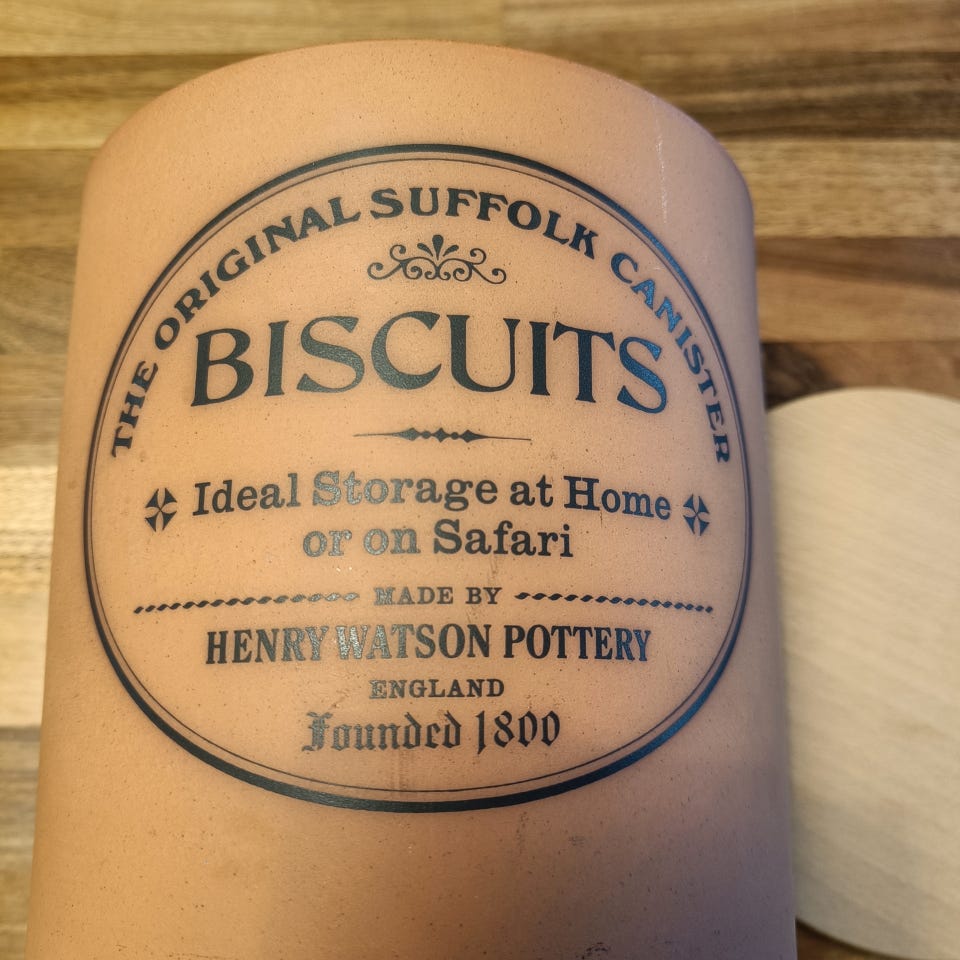 THE ORIGINAL SUFFOLK CANISTER
BISCUITS
Ideal Storage at Home
or on Safari
MADE BY
HENRY WATSON POTTERY
ENGLAND
Founded 1800